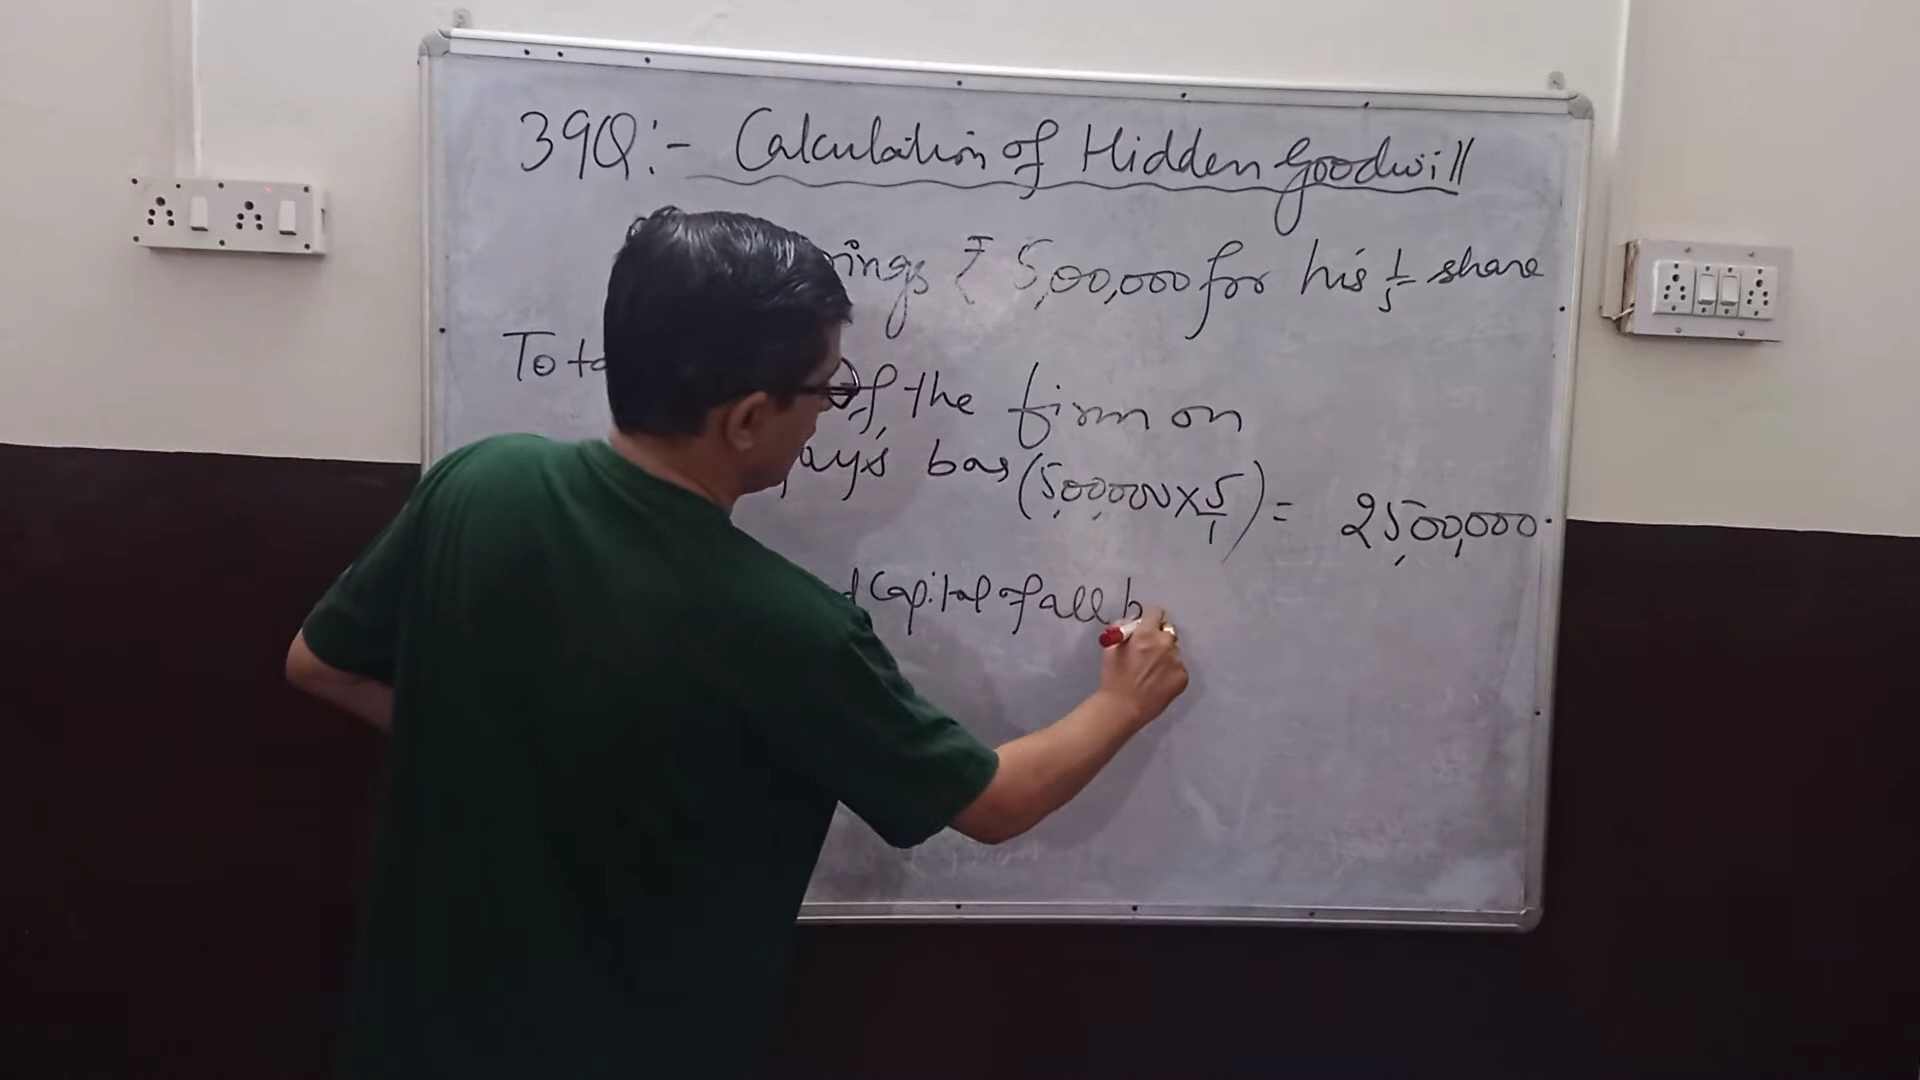 39Q:- Calculation of Hidden Goodwill
ings ₹ 5,00,000 for his 1/5 share
Tota of the firm on
ay's bas (5,00,000 × 5/1) = 25,00,000
d Capital of all